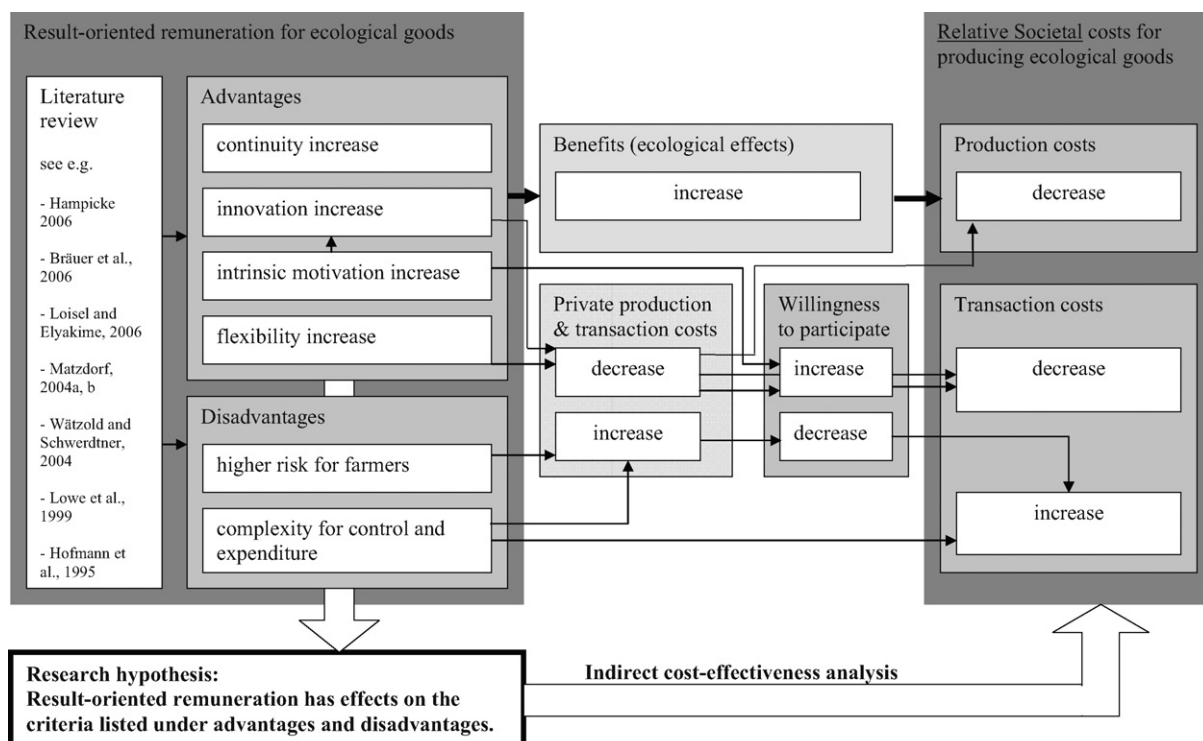 Result-oriented remuneration for ecological goods
Literature
review
see e.g.
- Hampicke
2006
- Bräuer et al.,
2006
- Loisel and
Elyakime, 2006
- Matzdorf,
2004a, b
- Wätzold and
Schwerdtner,
2004
- Lowe et al.,
1999
- Hofmann et
al., 1995
Advantages
continuity increase
innovation increase
intrinsic motivation increase
flexibility increase
Disadvantages
higher risk for farmers
complexity for control and
expenditure
Benefits (ecological effects)
increase
Private production
& transaction costs
decrease
increase
Willingness
to participate
increase
decrease
Relative Societal costs for
producing ecological goods
Production costs
decrease
Transaction costs
decrease
increase
Research hypothesis:
Result-oriented remuneration has effects on the
criteria listed under advantages and disadvantages.
Indirect cost-effectiveness analysis